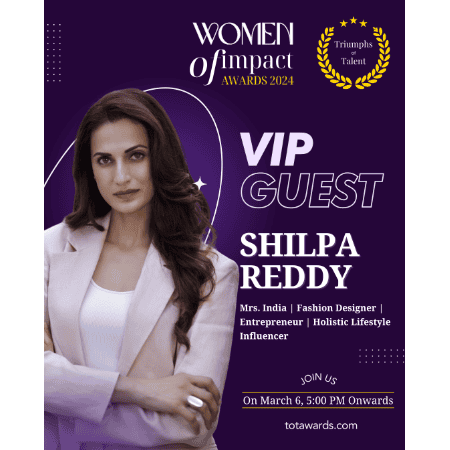 WOMEN
of impact
AWARDS 2024
Triumphs
of
Talent
VIP
GUEST
SHILPA
REDDY
Mrs. India | Fashion Designer |
Entrepreneur | Holistic Lifestyle
Influencer
JOIN US
On March 6, 5:00 PM Onwards
totawards.com